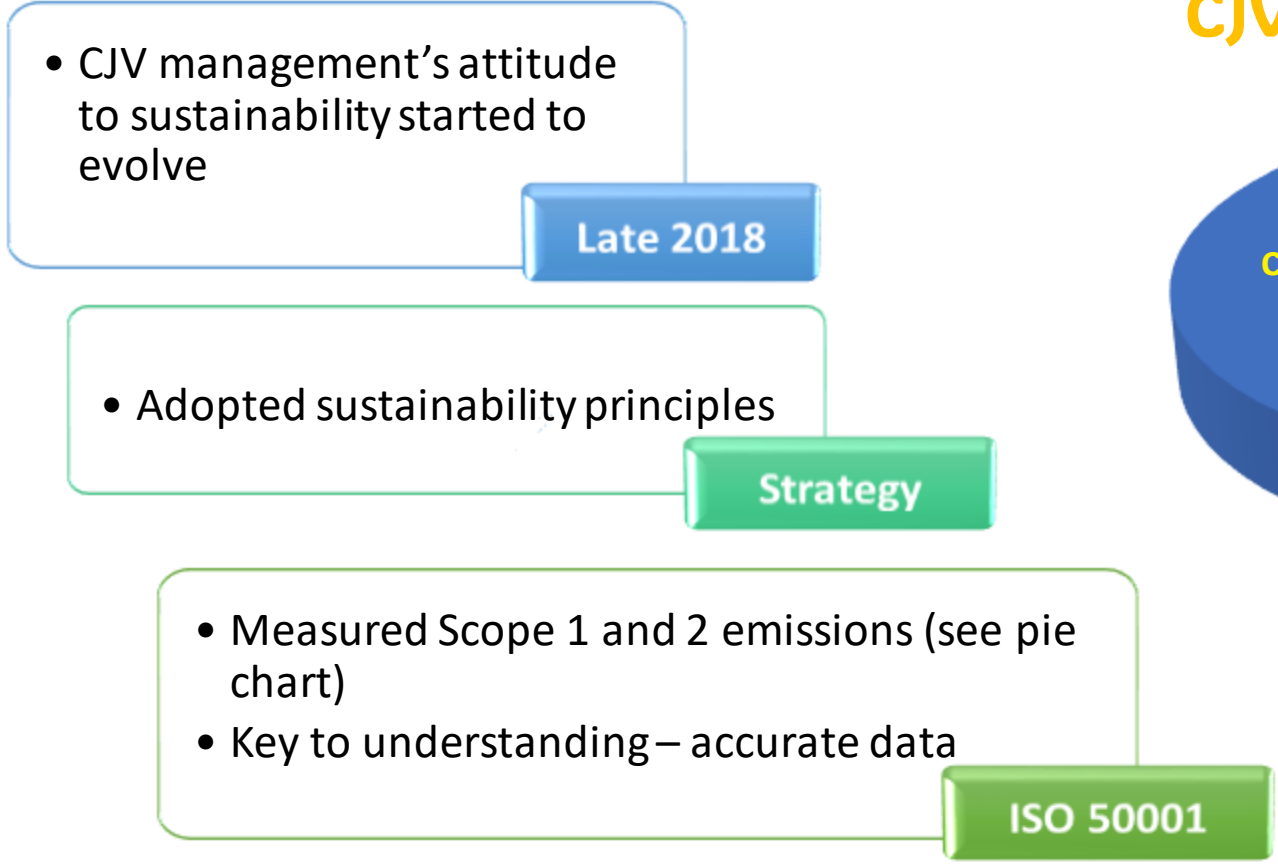 CJV
• CJV management's attitude
to sustainability started to
evolve
Late 2018
• Adopted sustainability principles
Strategy
• Measured Scope 1 and 2 emissions (see pie
chart)
• Key to understanding – accurate data
ISO 50001